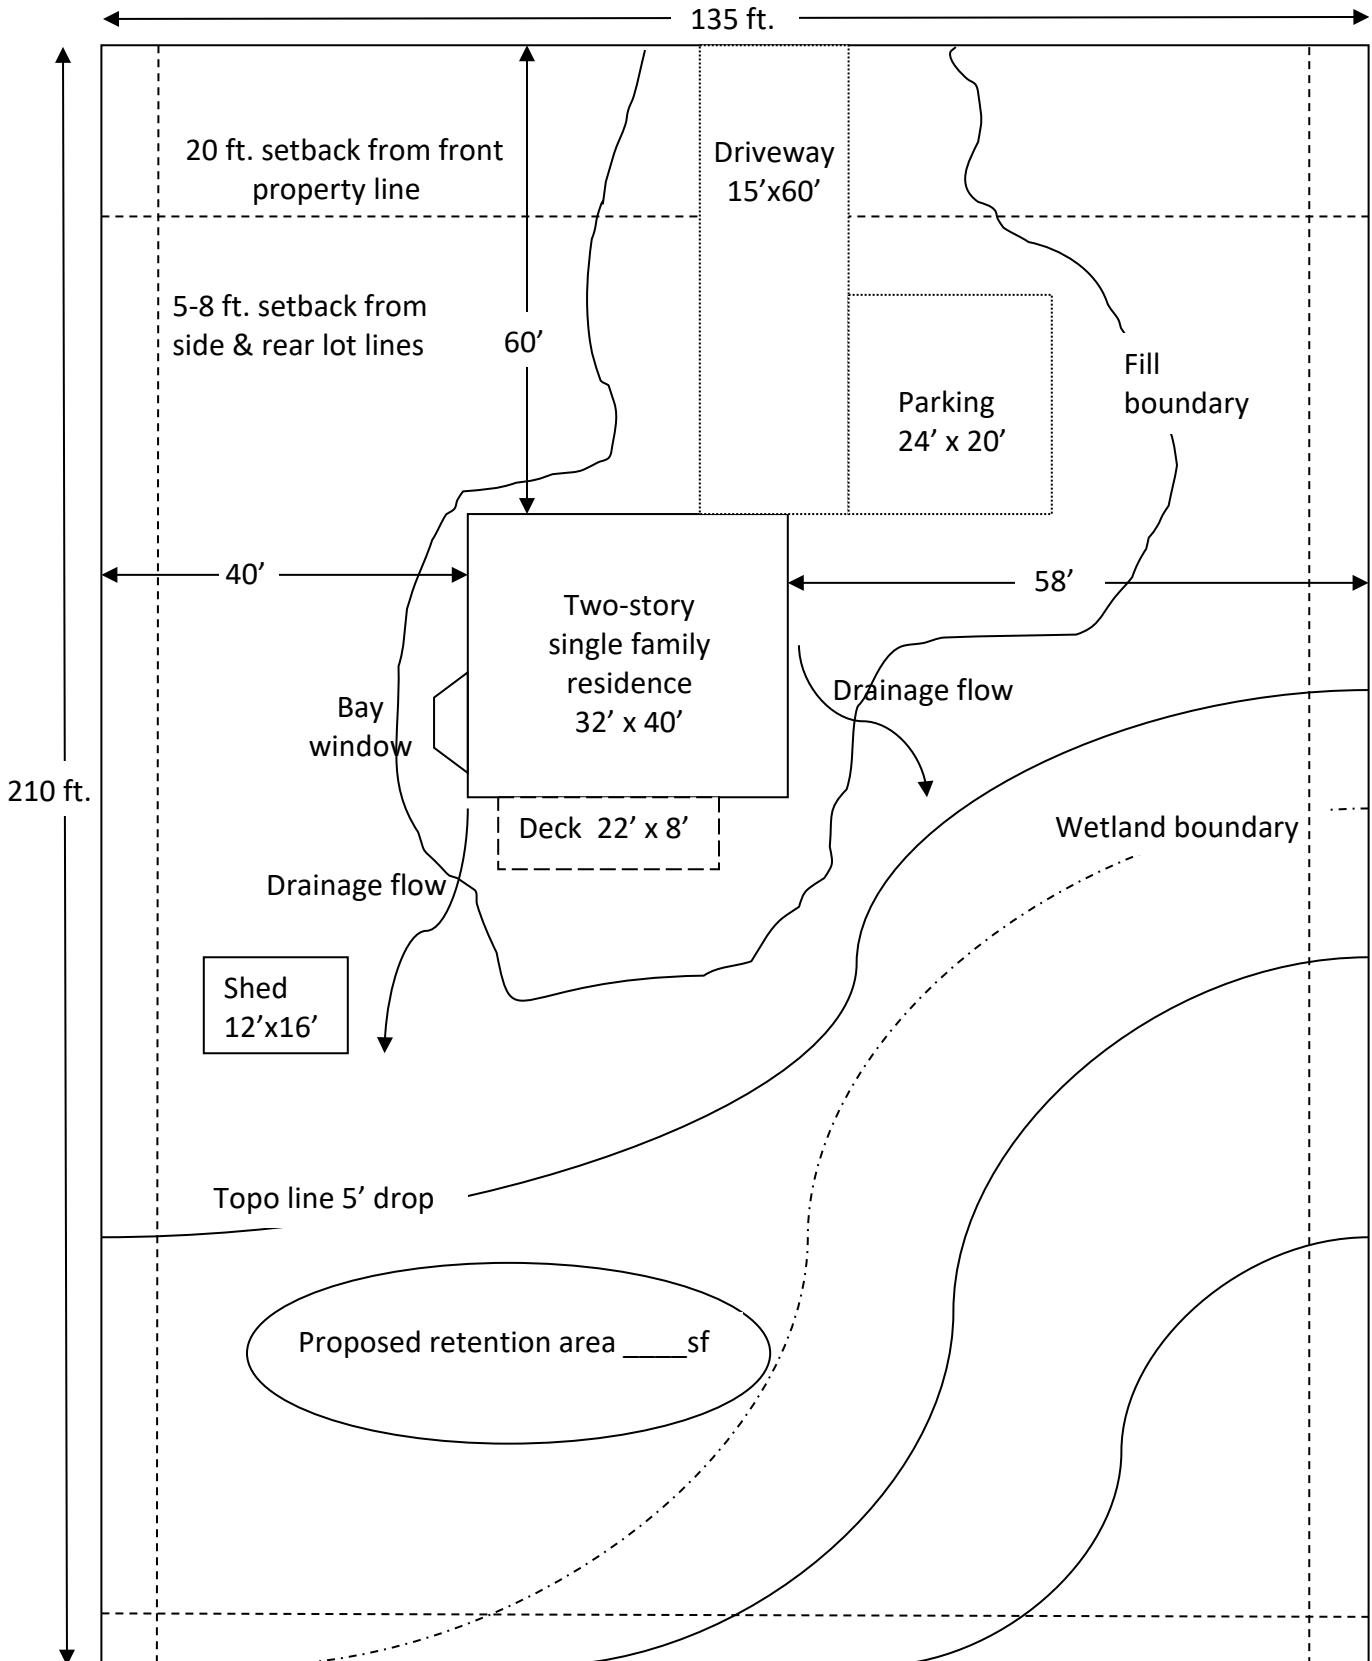 135 ft.
20 ft. setback from front
property line
Driveway
15’x60’
5-8 ft. setback from
side & rear lot lines
60’
Fill
boundary
Parking
24’ x 20’
40’
58’
Two-story
single family
residence
32’ x 40’
Drainage flow
Bay
window
210 ft.
Deck  22’ x 8’
Wetland boundary
Drainage flow
Shed
12’x16’
Topo line 5’ drop
Proposed retention area ____sf